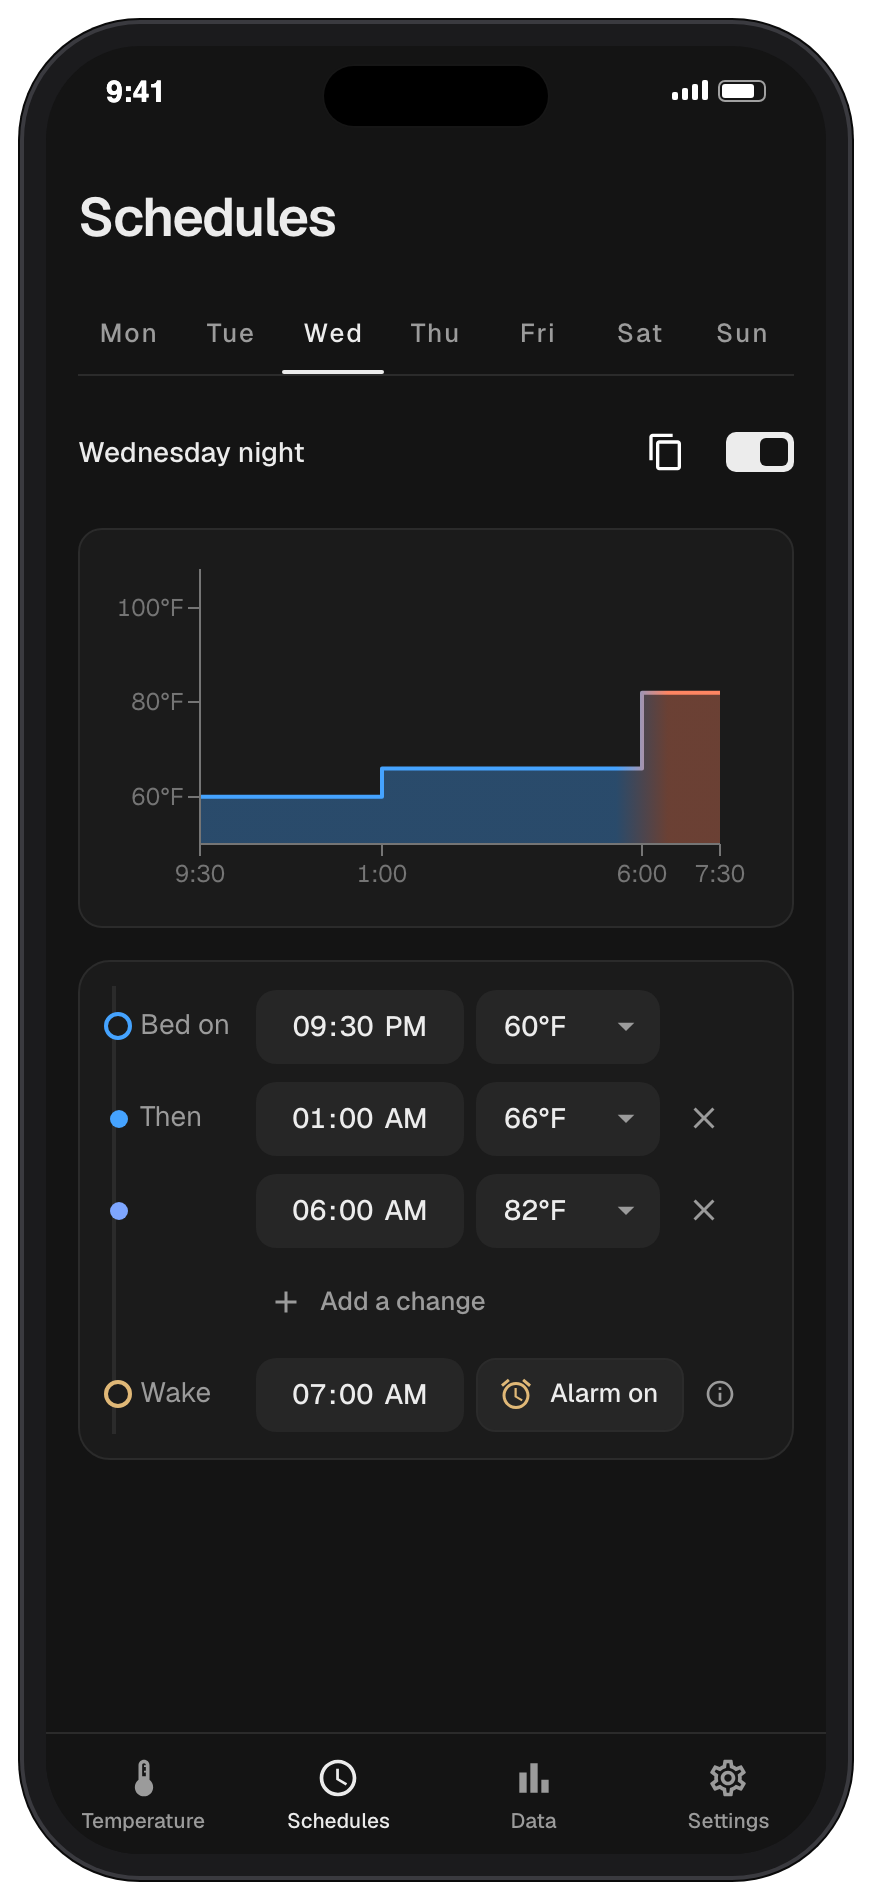 9:41
Schedules
Mon Tue Wed Thu Fri Sat Sun
Wednesday night
100°F
80°F
60°F
9:30 1:00 6:00 7:30
Bed on 09:30 PM 60°F
Then 01:00 AM 66°F
06:00 AM 82°F
Add a change
Wake 07:00 AM Alarm on
Temperature Schedules Data Settings